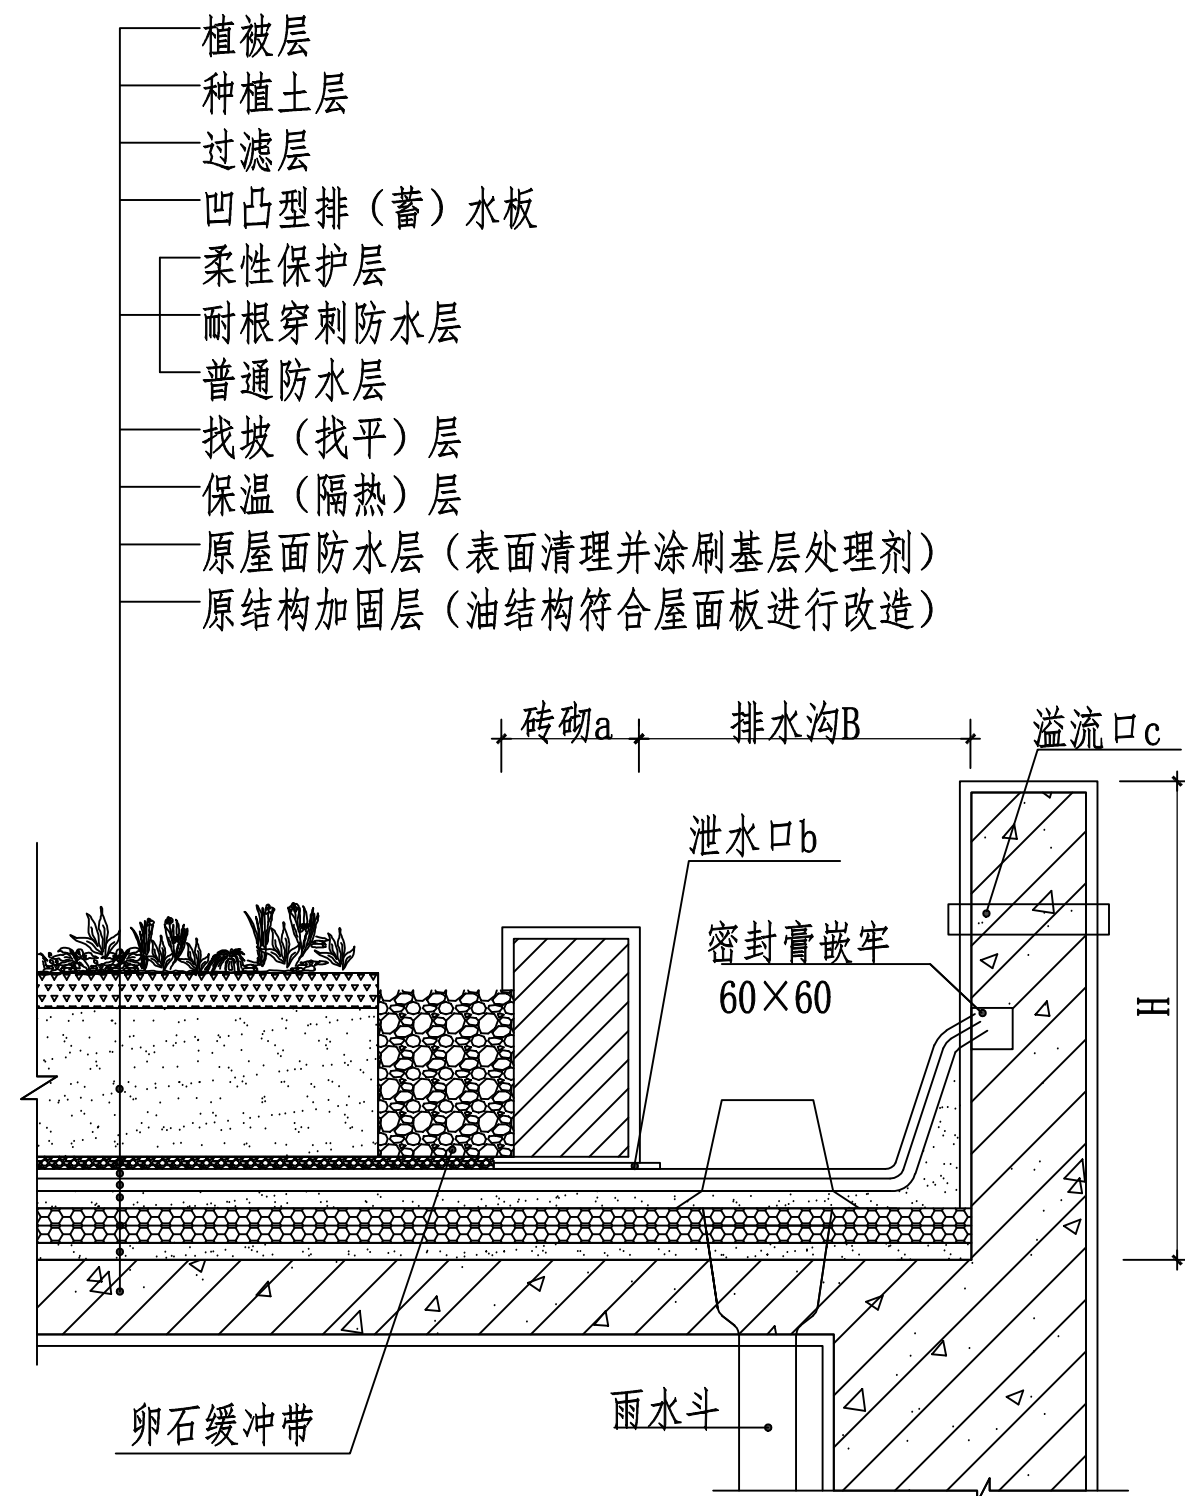 植被层
种植土层
过滤层
凹凸型排（蓄）水板
柔性保护层
耐根穿刺防水层
普通防水层
找坡（找平）层
保温（隔热）层
原屋面防水层（表面清理并涂刷基层处理剂）
原结构加固层（油结构符合屋面板进行改造）
砖砌a
排水沟B
溢流口c
泄水口b
密封膏嵌牢
60×60
H
卵石缓冲带
雨水斗